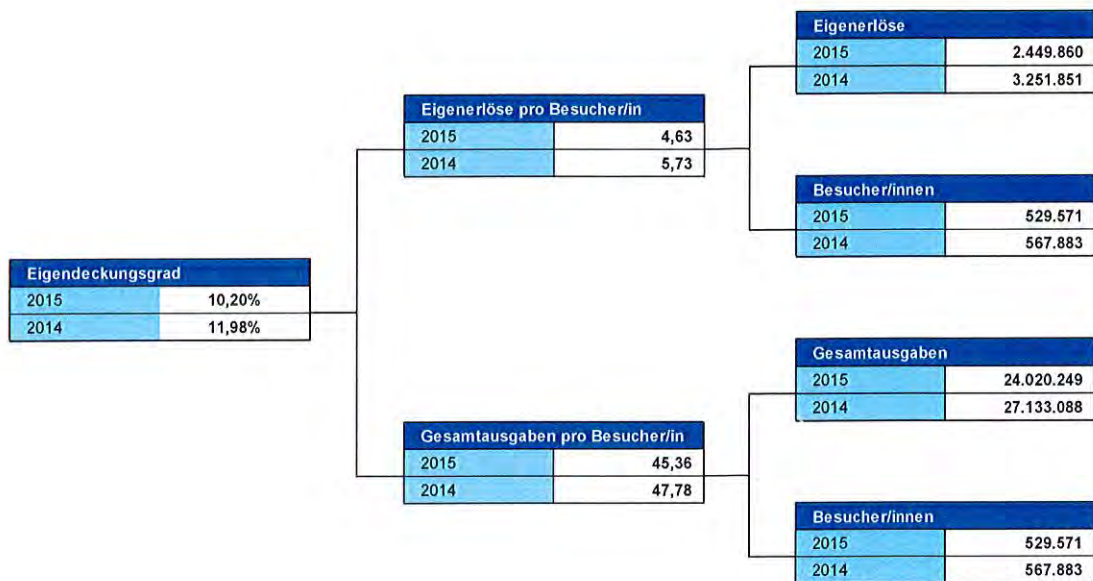 Eigenerlöse
2015 2.449.860
2014 3.251.851
Eigenerlöse pro Besucher/in
2015 4,63
2014 5,73
Besucher/innen
2015 529.571
2014 567.883
Eigendeckungsgrad
2015 10,20%
2014 11,98%
Gesamtausgaben
2015 24.020.249
2014 27.133.088
Gesamtausgaben pro Besucher/in
2015 45,36
2014 47,78
Besucher/innen
2015 529.571
2014 567.883